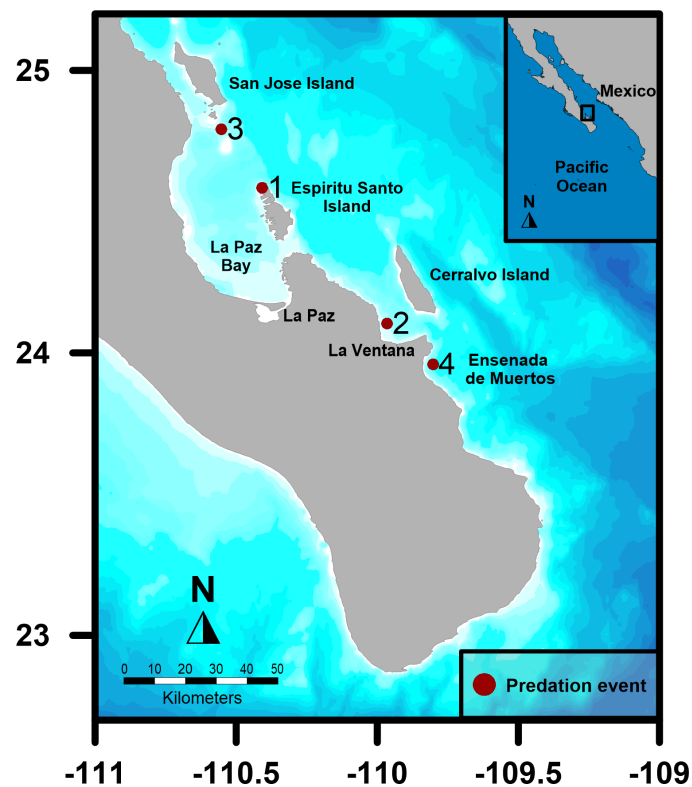 25
24
23
San Jose Island
3
1
Espiritu Santo
Island
La Paz
Bay
Cerralvo Island
La Paz
2
La Ventana
4
Ensenada
de Muertos
Mexico
Pacific
Ocean
N
N
0 10 20 30 40 50
Kilometers
Predation event
-111 -110.5 -110 -109.5 -109